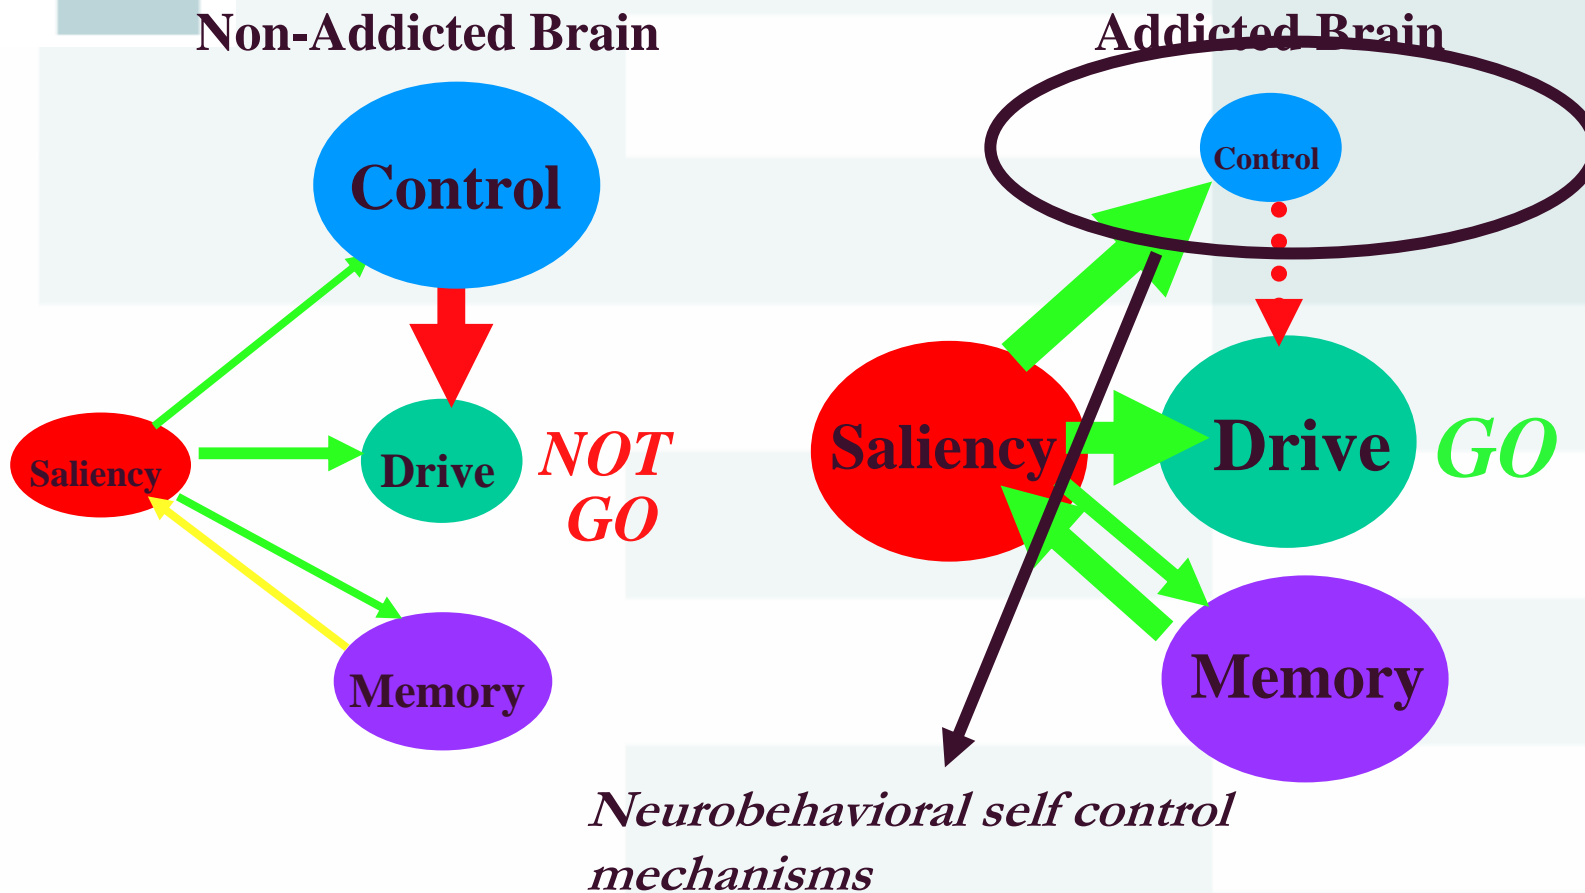 Non-Addicted Brain
Control
Saliency
Drive
NOT
GO
Memory
Addicted Brain
Control
Saliency
Drive
GO
Memory
Neurobehavioral self control
mechanisms